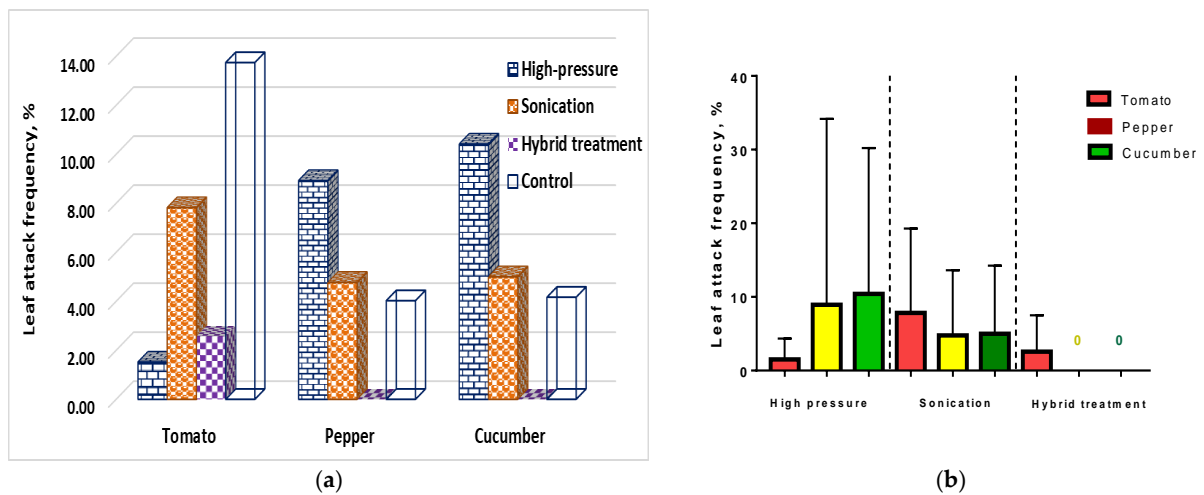 Leaf attack frequency, %
14.00
12.00
10.00
8.00
6.00
4.00
2.00
0.00
High-pressure
Sonication
Hybrid treatment
Control
Tomato Pepper Cucumber
(a)
Leaf attack frequency, %
40
30
20
10
0
Tomato
Pepper
Cucumber
0 0
High pressure Sonication Hybrid treatment
(b)